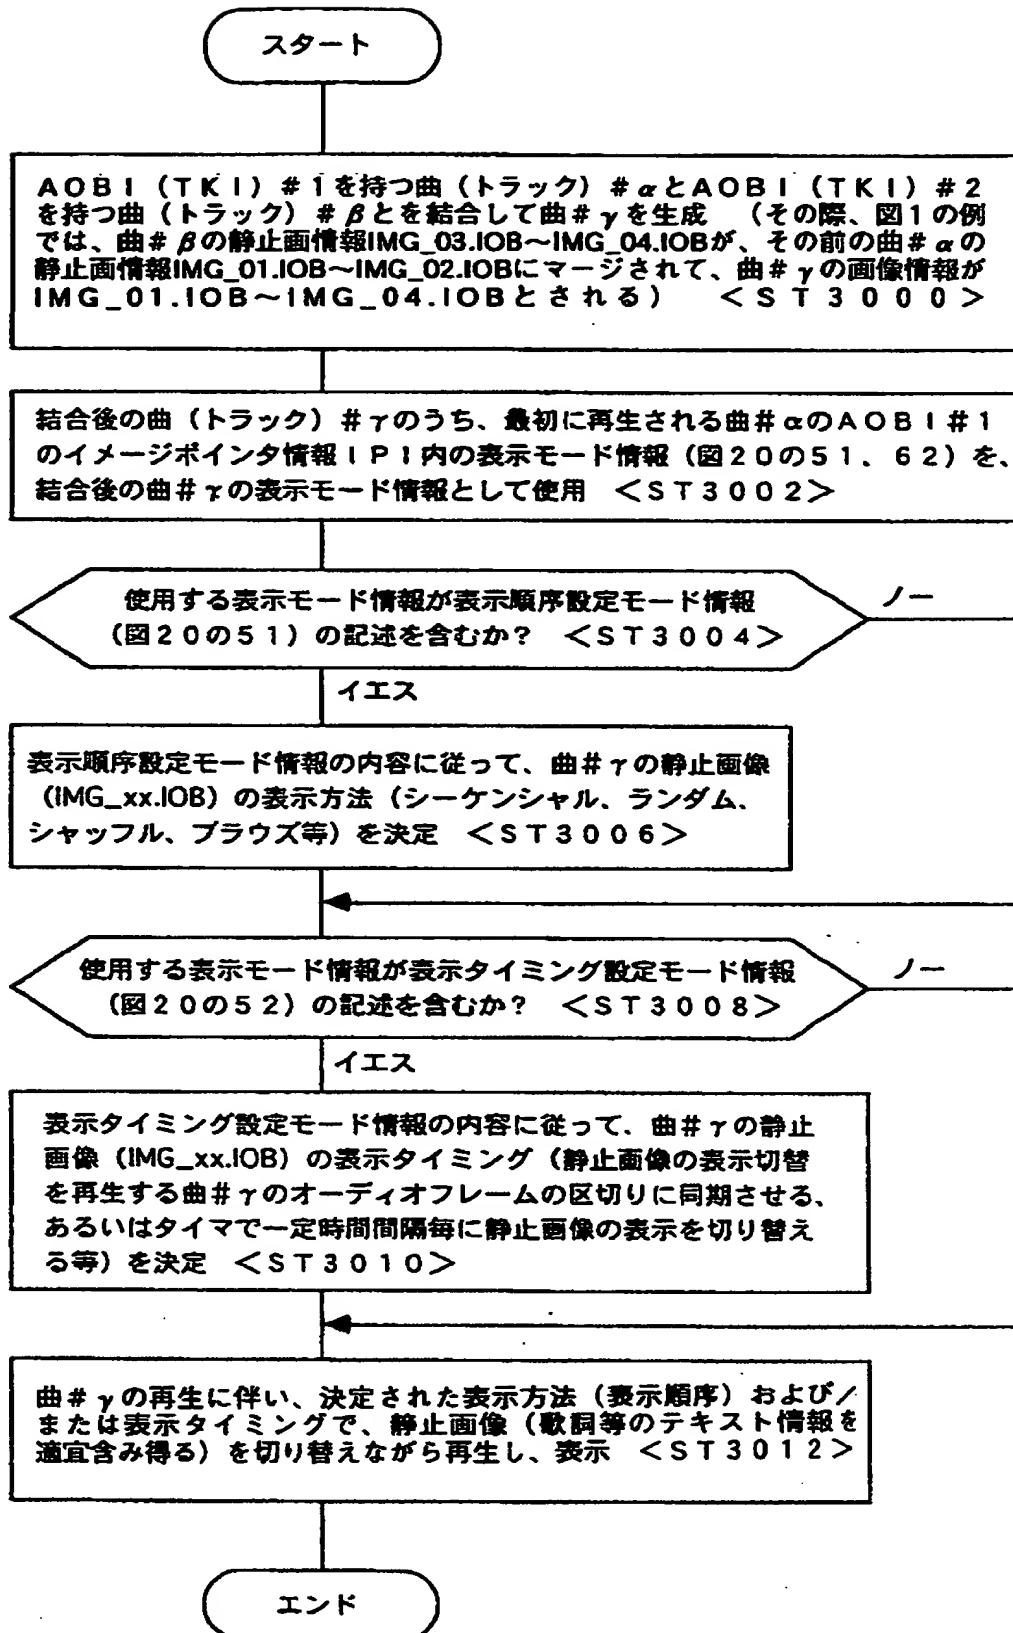 スタート
AOBI（TKI）#1を持つ曲（トラック）#αとAOBI（TKI）#2
を持つ曲（トラック）#βとを結合して曲#γを生成　（その際、図1の例
では、曲#βの静止画情報IMG_03.IOB～IMG_04.IOBが、その前の曲#αの
静止画情報IMG_01.IOB～IMG_02.IOBにマージされて、曲#γの画像情報が
IMG_01.IOB～IMG_04.IOBとされる）　＜ST3000＞
結合後の曲（トラック）#γのうち、最初に再生される曲#αのAOBI#1
のイメージポインタ情報IPI内の表示モード情報（図20の51、62）を、
結合後の曲#γの表示モード情報として使用　＜ST3002＞
使用する表示モード情報が表示順序設定モード情報
（図20の51）の記述を含むか？　＜ST3004＞
ノー
イエス
表示順序設定モード情報の内容に従って、曲#γの静止画像
（IMG_xx.IOB）の表示方法（シーケンシャル、ランダム、
シャッフル、ブラウズ等）を決定　＜ST3006＞
使用する表示モード情報が表示タイミング設定モード情報
（図20の52）の記述を含むか？　＜ST3008＞
ノー
イエス
表示タイミング設定モード情報の内容に従って、曲#γの静止
画像（IMG_xx.IOB）の表示タイミング（静止画像の表示切替
を再生する曲#γのオーディオフレームの区切りに同期させる、
あるいはタイマで一定時間間隔毎に静止画像の表示を切り替え
る等）を決定　＜ST3010＞
曲#γの再生に伴い、決定された表示方法（表示順序）および／
または表示タイミングで、静止画像（歌詞等のテキスト情報を
適宜含み得る）を切り替えながら再生し、表示　＜ST3012＞
エンド